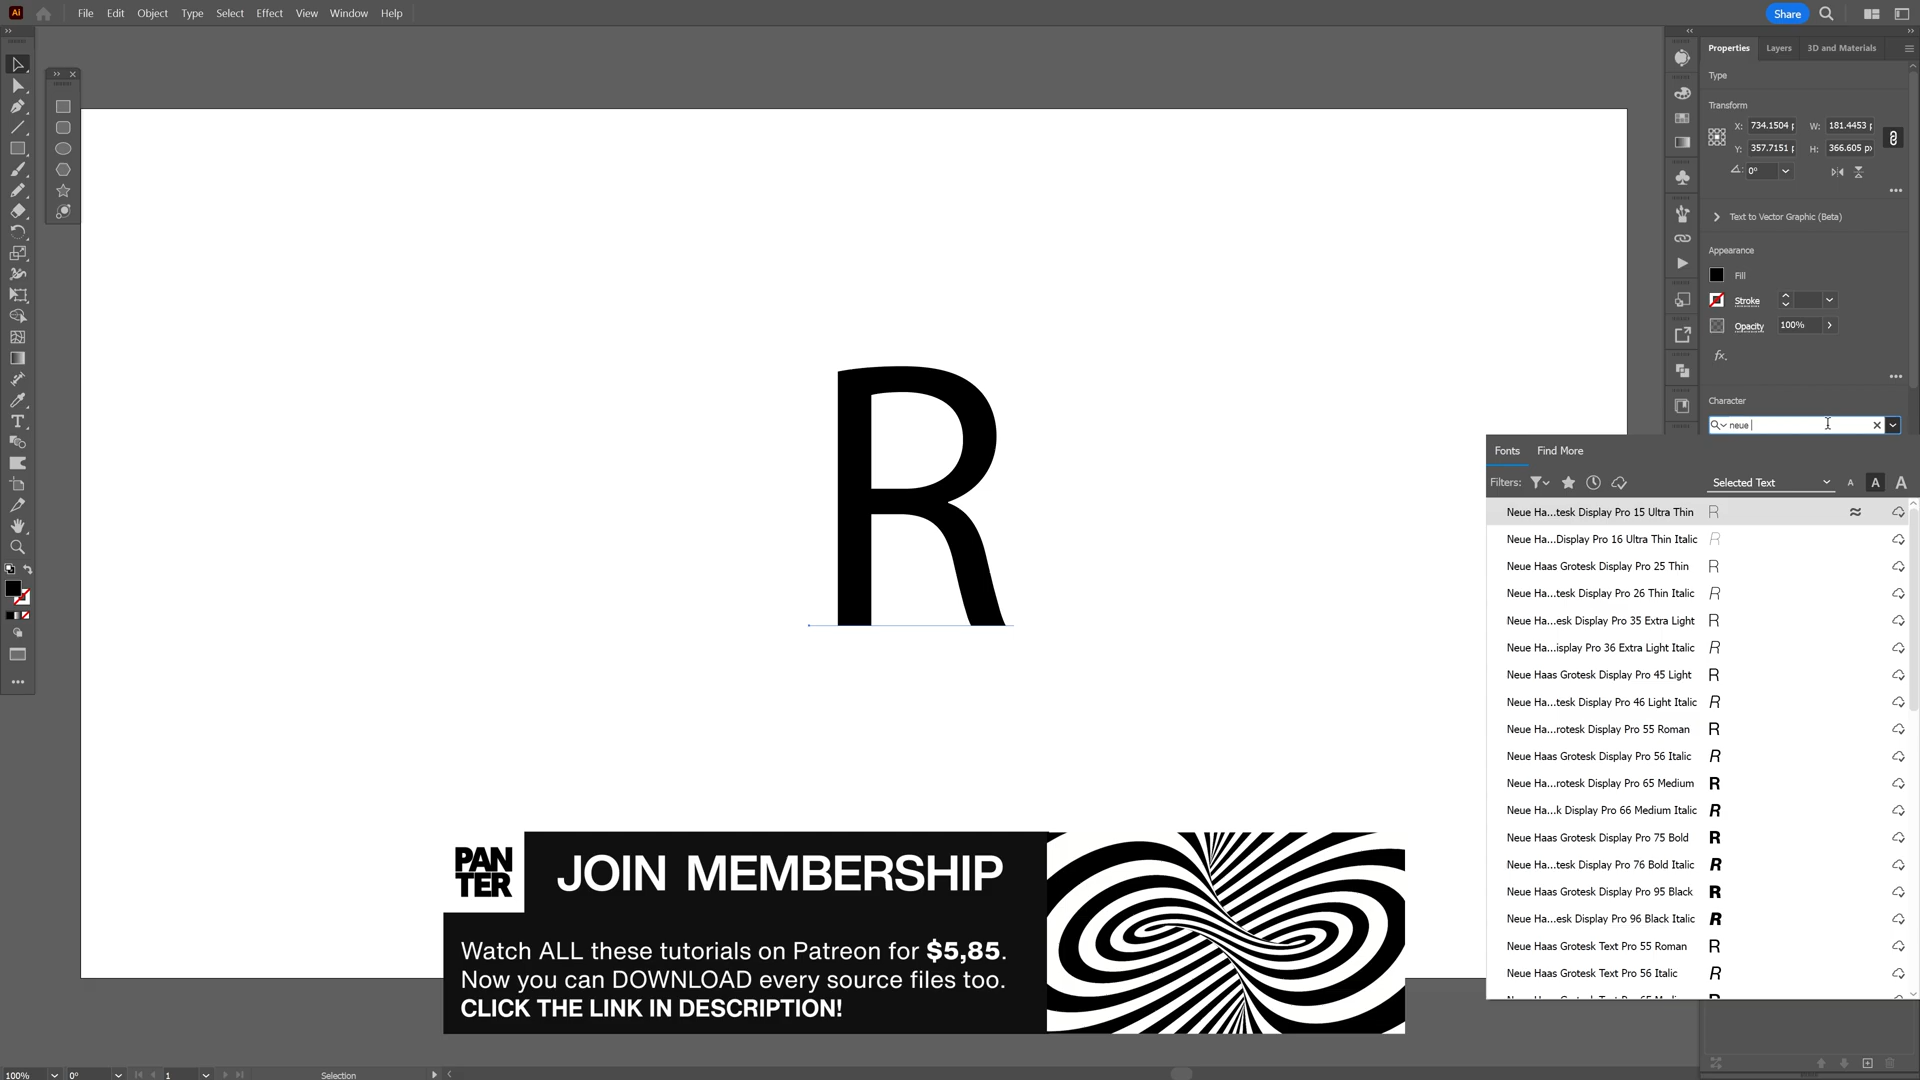 Ai File Edit Object Type Select Effect View Window Help Share
Properties Layers 3D and Materials
Type
Transform
X: 734.1504 p W: 181.4453 p
Y: 357.7151 p H: 366.605 px
0°
Text to Vector Graphic (Beta)
Appearance
Fill
Stroke
Opacity 100%
fx.
Character
neue
Fonts Find More
Filters: Selected Text A A A
Neue Ha...tesk Display Pro 15 Ultra Thin R
Neue Ha...Display Pro 16 Ultra Thin Italic R
Neue Haas Grotesk Display Pro 25 Thin R
Neue Ha...tesk Display Pro 26 Thin Italic R
Neue Ha...esk Display Pro 35 Extra Light R
Neue Ha...isplay Pro 36 Extra Light Italic R
Neue Haas Grotesk Display Pro 45 Light R
Neue Ha...tesk Display Pro 46 Light Italic R
Neue Ha...rotesk Display Pro 55 Roman R
Neue Haas Grotesk Display Pro 56 Italic R
Neue Ha...rotesk Display Pro 65 Medium R
Neue Ha...k Display Pro 66 Medium Italic R
Neue Haas Grotesk Display Pro 75 Bold R
Neue Ha...tesk Display Pro 76 Bold Italic R
Neue Haas Grotesk Display Pro 95 Black R
Neue Ha...esk Display Pro 96 Black Italic R
Neue Haas Grotesk Text Pro 55 Roman R
Neue Haas Grotesk Text Pro 56 Italic R
R
PAN
TER
JOIN MEMBERSHIP
Watch ALL these tutorials on Patreon for $5,85.
Now you can DOWNLOAD every source files too.
CLICK THE LINK IN DESCRIPTION!
100% 0° 1 Selection